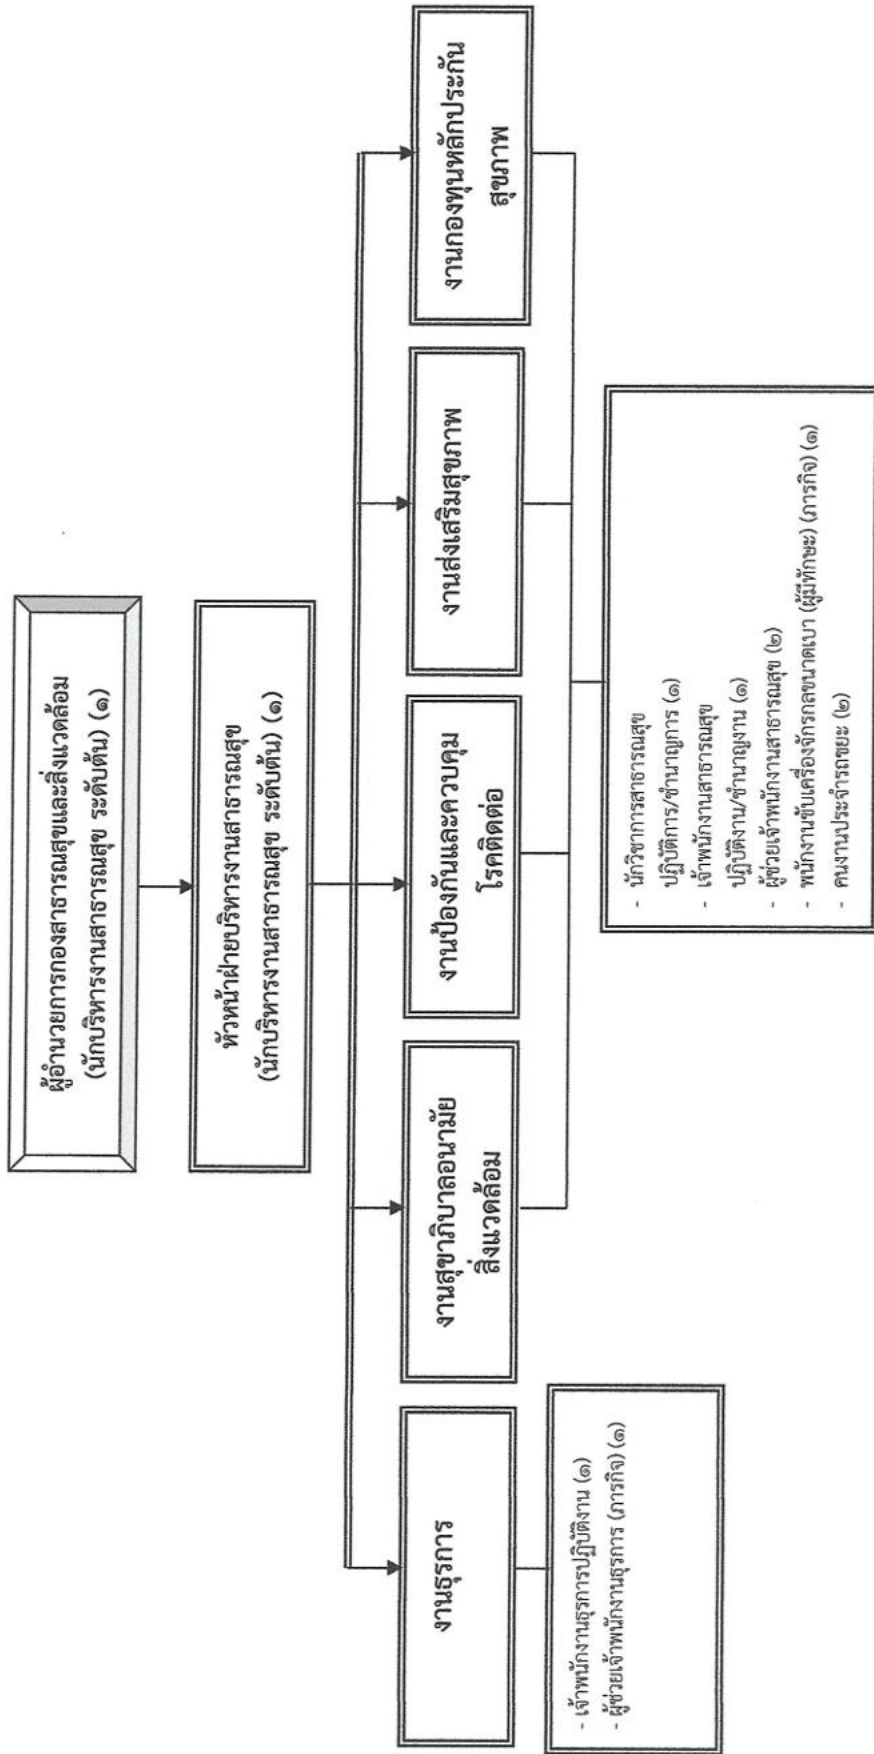 ผู้อำนวยการกองสาธารณสุขและสิ่งแวดล้อม
(นักบริหารงานสาธารณสุข ระดับต้น) (๑)
หัวหน้าฝ่ายบริหารงานสาธารณสุข
(นักบริหารงานสาธารณสุข ระดับต้น) (๑)
งานธุรการ
งานสุขาภิบาลอนามัย
สิ่งแวดล้อม
งานป้องกันและควบคุม
โรคติดต่อ
งานส่งเสริมสุขภาพ
งานกองทุนหลักประกัน
สุขภาพ
- เจ้าพนักงานธุรการปฏิบัติงาน (๑)
- ผู้ช่วยเจ้าพนักงานธุรการ (ภารกิจ) (๑)
- นักวิชาการสาธารณสุข
ปฏิบัติการ/ชำนาญการ (๑)
- เจ้าพนักงานสาธารณสุข
ปฏิบัติงาน/ชำนาญงาน (๑)
- ผู้ช่วยเจ้าพนักงานสาธารณสุข (๒)
- พนักงานขับเครื่องจักรกลขนาดเบา (ผู้มีทักษะ) (ภารกิจ) (๑)
- คนงานประจำรถขยะ (๒)